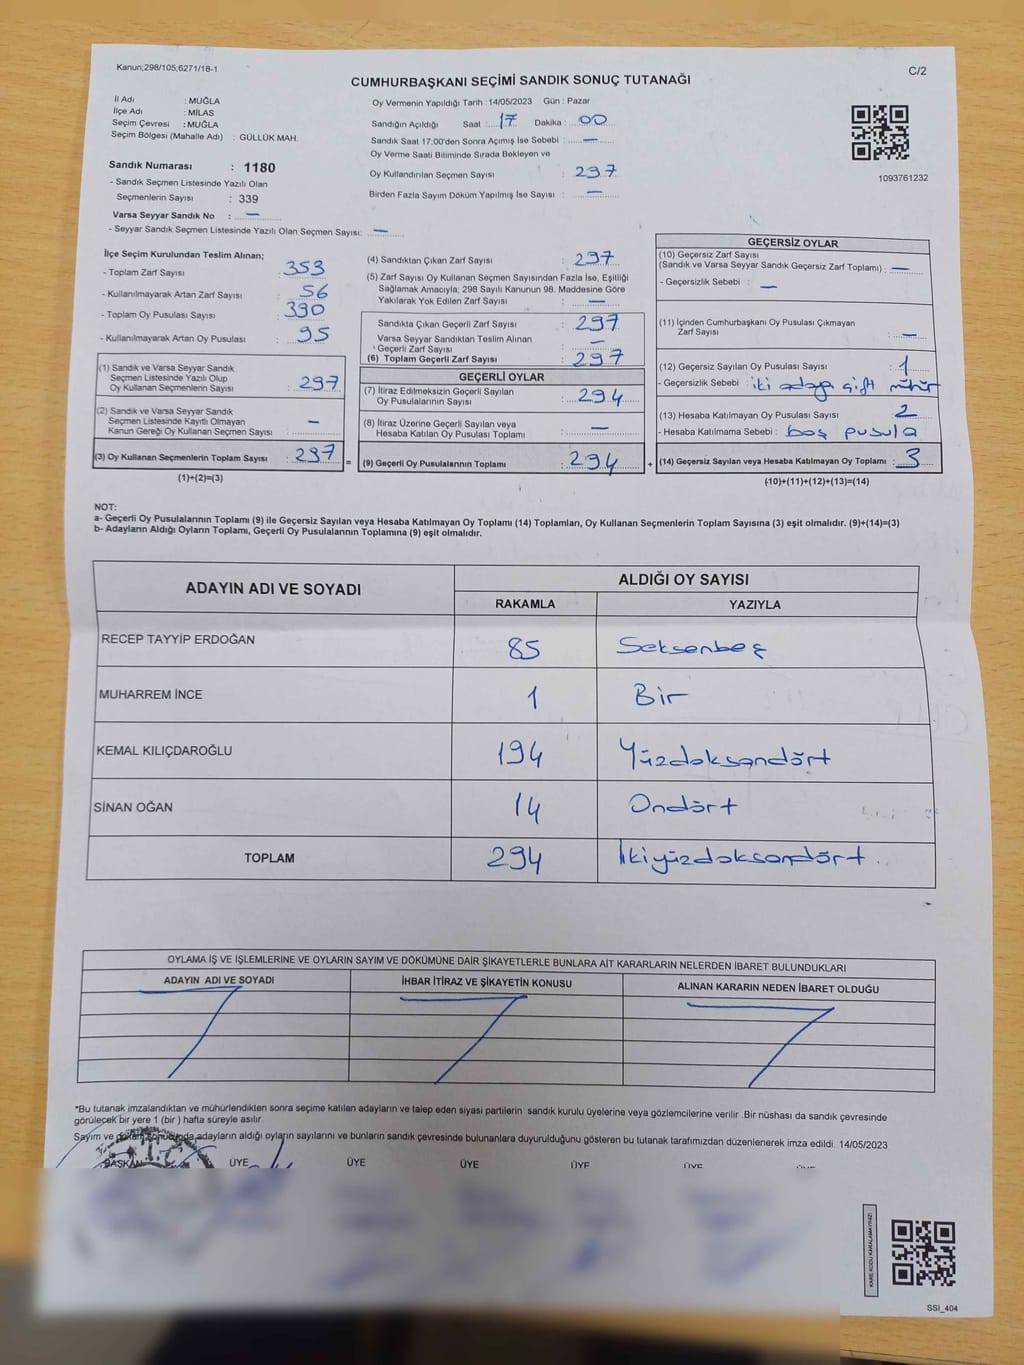 Kanun;298/105,6271/18-1
C/2
CUMHURBAŞKANI SEÇİMİ SANDIK SONUÇ TUTANAĞI
İl Adı : MUĞLA
İlçe Adı : MİLAS
Seçim Çevresi : MUĞLA
Seçim Bölgesi (Mahalle Adı) : GÜLLÜK MAH.
Sandık Numarası : 1180
- Sandık Seçmen Listesinde Yazılı Olan
Seçmenlerin Sayısı : 339
Varsa Seyyar Sandık No : —
- Seyyar Sandık Seçmen Listesinde Yazılı Olan Seçmen Sayısı: —
Oy Vermenin Yapıldığı Tarih : 14/05/2023 Gün : Pazar
Sandığın Açıldığı Saat : 17 Dakika : 00
Sandık Saat 17:00'den Sonra Açılmış İse Sebebi : —
Oy Verme Saati Bitiminde Sırada Bekleyen ve
Oy Kullandırılan Seçmen Sayısı : 297
Birden Fazla Sayım Döküm Yapılmış İse Sayısı : —
1093761232
İlçe Seçim Kurulundan Teslim Alınan;
- Toplam Zarf Sayısı : 353
- Kullanılmayarak Artan Zarf Sayısı : 56
- Toplam Oy Pusulası Sayısı : 390
- Kullanılmayarak Artan Oy Pusulası : 95
(1) Sandık ve Varsa Seyyar Sandık
Seçmen Listesinde Yazılı Olup
Oy Kullanan Seçmenlerin Sayısı : 297
(2) Sandık ve Varsa Seyyar Sandık
Seçmen Listesinde Kayıtlı Olmayan
Kanun Gereği Oy Kullanan Seçmen Sayısı : —
(3) Oy Kullanan Seçmenlerin Toplam Sayısı : 297
(1)+(2)=(3)
(4) Sandıktan Çıkan Zarf Sayısı : 297
(5) Zarf Sayısı Oy Kullanan Seçmen Sayısından Fazla İse, Eşitliği
Sağlamak Amacıyla; 298 Sayılı Kanunun 98. Maddesine Göre
Yakılarak Yok Edilen Zarf Sayısı : —
Sandıkta Çıkan Geçerli Zarf Sayısı : 297
Varsa Seyyar Sandıktan Teslim Alınan
Geçerli Zarf Sayısı : —
(6) Toplam Geçerli Zarf Sayısı : 297
GEÇERLİ OYLAR
(7) İtiraz Edilmeksizin Geçerli Sayılan
Oy Pusulalarının Sayısı : 294
(8) İtiraz Üzerine Geçerli Sayılan veya
Hesaba Katılan Oy Pusulası Toplamı : —
= (9) Geçerli Oy Pusulalarının Toplamı : 294
GEÇERSİZ OYLAR
(10) Geçersiz Zarf Sayısı
(Sandık ve Varsa Seyyar Sandık Geçersiz Zarf Toplamı) : —
- Geçersizlik Sebebi : —
(11) İçinden Cumhurbaşkanı Oy Pusulası Çıkmayan
Zarf Sayısı : —
(12) Geçersiz Sayılan Oy Pusulası Sayısı : 1
- Geçersizlik Sebebi : iki adaya çift mühür
(13) Hesaba Katılmayan Oy Pusulası Sayısı : 2
- Hesaba Katılmama Sebebi : boş pusula
+ (14) Geçersiz Sayılan veya Hesaba Katılmayan Oy Toplamı : 3
(10)+(11)+(12)+(13)=(14)
NOT:
a- Geçerli Oy Pusulalarının Toplamı (9) ile Geçersiz Sayılan veya Hesaba Katılmayan Oy Toplamı (14) Toplamları, Oy Kullanan Seçmenlerin Toplam Sayısına (3) eşit olmalıdır. (9)+(14)=(3)
b- Adayların Aldığı Oyların Toplamı, Geçerli Oy Pusulalarının Toplamına (9) eşit olmalıdır.
ADAYIN ADI VE SOYADI ALDIĞI OY SAYISI
RAKAMLA YAZIYLA
RECEP TAYYİP ERDOĞAN 85 Seksenbeş
MUHARREM İNCE 1 Bir
KEMAL KILIÇDAROĞLU 194 Yüzdoksandört
SİNAN OĞAN 14 Ondört
TOPLAM 294 İkiyüzdoksandört
OYLAMA İŞ VE İŞLEMLERİNE VE OYLARIN SAYIM VE DÖKÜMÜNE DAİR ŞİKAYETLERLE BUNLARA AİT KARARLARIN NELERDEN İBARET BULUNDUKLARI
ADAYIN ADI VE SOYADI İHBAR İTİRAZ VE ŞİKAYETİN KONUSU ALINAN KARARIN NEDEN İBARET OLDUĞU
*Bu tutanak imzalandıktan ve mühürlendikten sonra seçime katılan adayların ve talep eden siyasi partilerin sandık kurulu üyelerine veya gözlemcilerine verilir .Bir nüshası da sandık çevresinde
görülecek bir yere 1 (bir ) hafta süreyle asılır.
Sayım ve döküm sonucunda adayların aldığı oyların sayılarını ve bunların sandık çevresinde bulunanlara duyurulduğunu gösteren bu tutanak tarafımızdan düzenlenerek imza edildi. 14/05/2023
BAŞKAN ÜYE ÜYE ÜYE ÜYE ÜYE
T.C.
KARE KODU KARALAMAYINIZ!
SSI_404